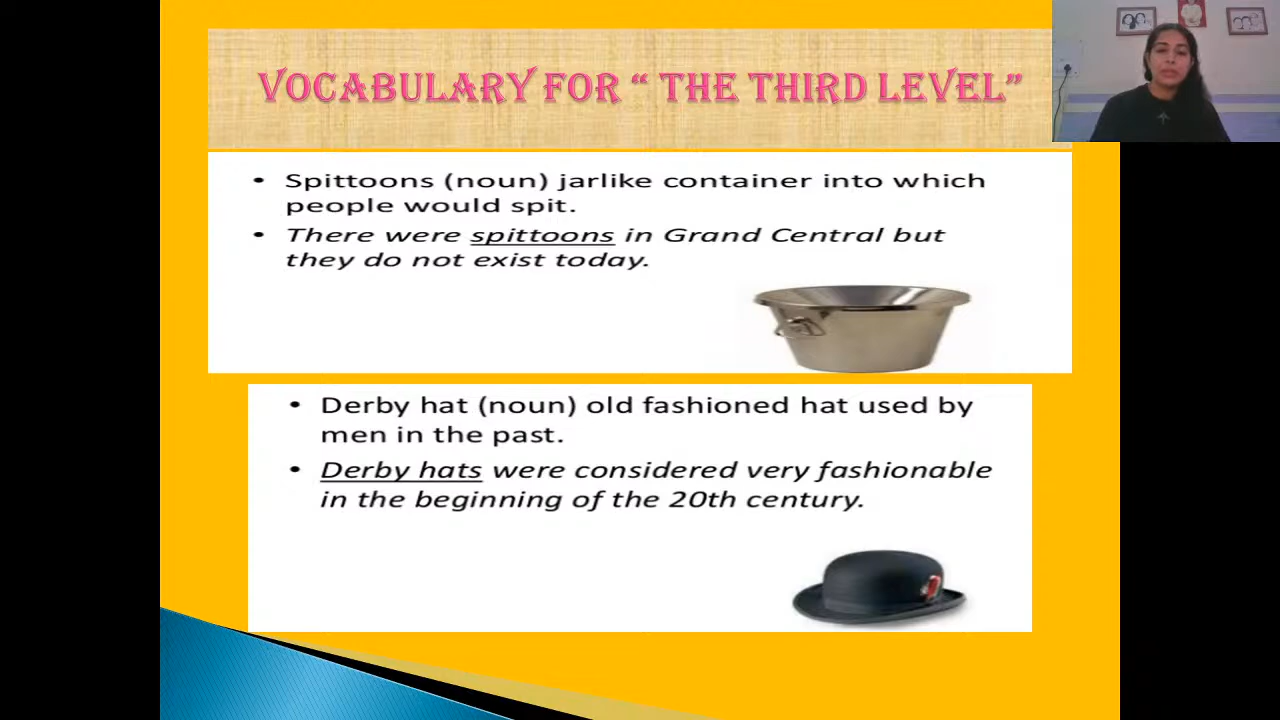 VOCABULARY FOR “ THE THIRD LEVEL”
• Spittoons (noun) jarlike container into which
people would spit.
• There were spittoons in Grand Central but
they do not exist today.
• Derby hat (noun) old fashioned hat used by
men in the past.
• Derby hats were considered very fashionable
in the beginning of the 20th century.